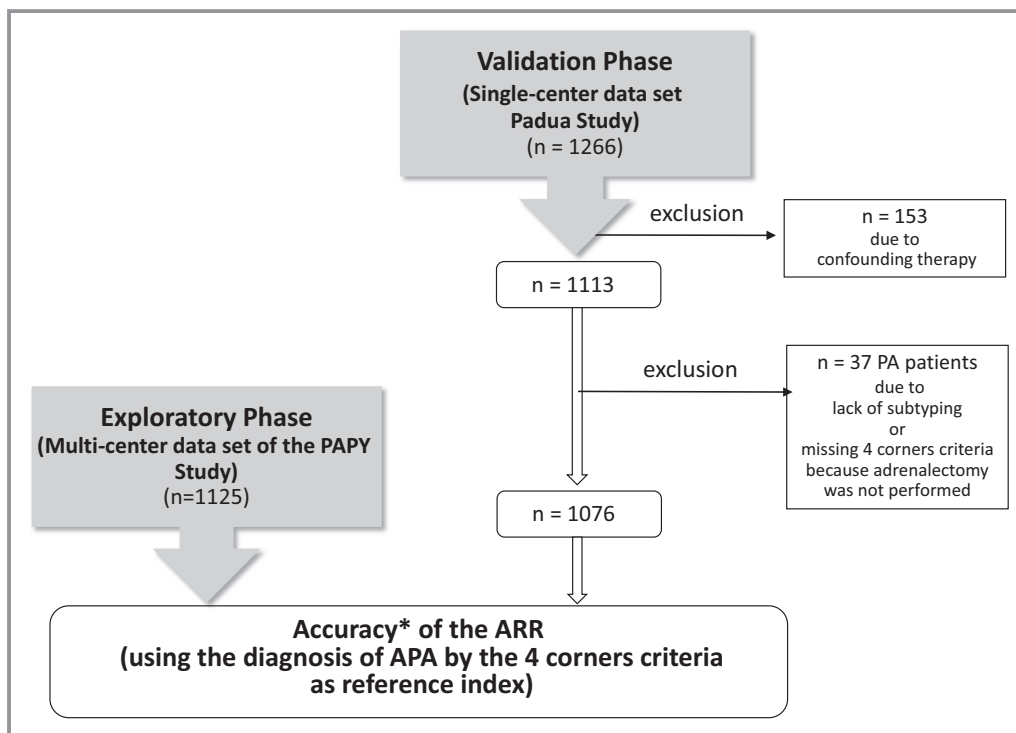 Validation Phase
(Single-center data set
Padua Study)
(n = 1266)
exclusion
n = 153
due to
confounding therapy
n = 1113
exclusion
n = 37 PA patients
due to
lack of subtyping
or
missing 4 corners criteria
because adrenalectomy
was not performed
Exploratory Phase
(Multi-center data set of the PAPY
Study)
(n=1125)
n = 1076
Accuracy* of the ARR
(using the diagnosis of APA by the 4 corners criteria
as reference index)